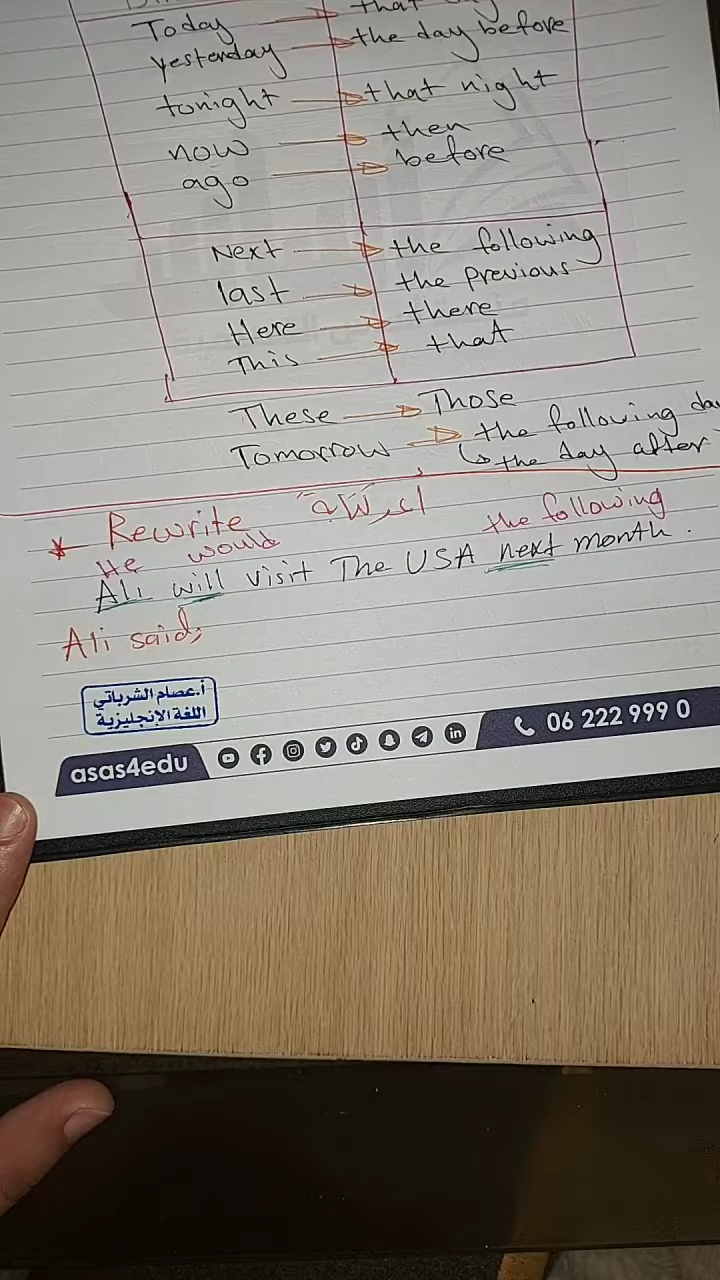 Today → that
yesterday → the day before
tonight → that night
now → then
ago → before
Next → the following
last → the previous
Here → there
This → that
These → Those
Tomorrow → the following day
↳ the day after
* Rewrite أعد كتابة
He would the following
Ali will visit The USA next month.
Ali said,
أ.عصام الشرباتي
اللغة الإنجليزية
asas4edu 06 222 999 0